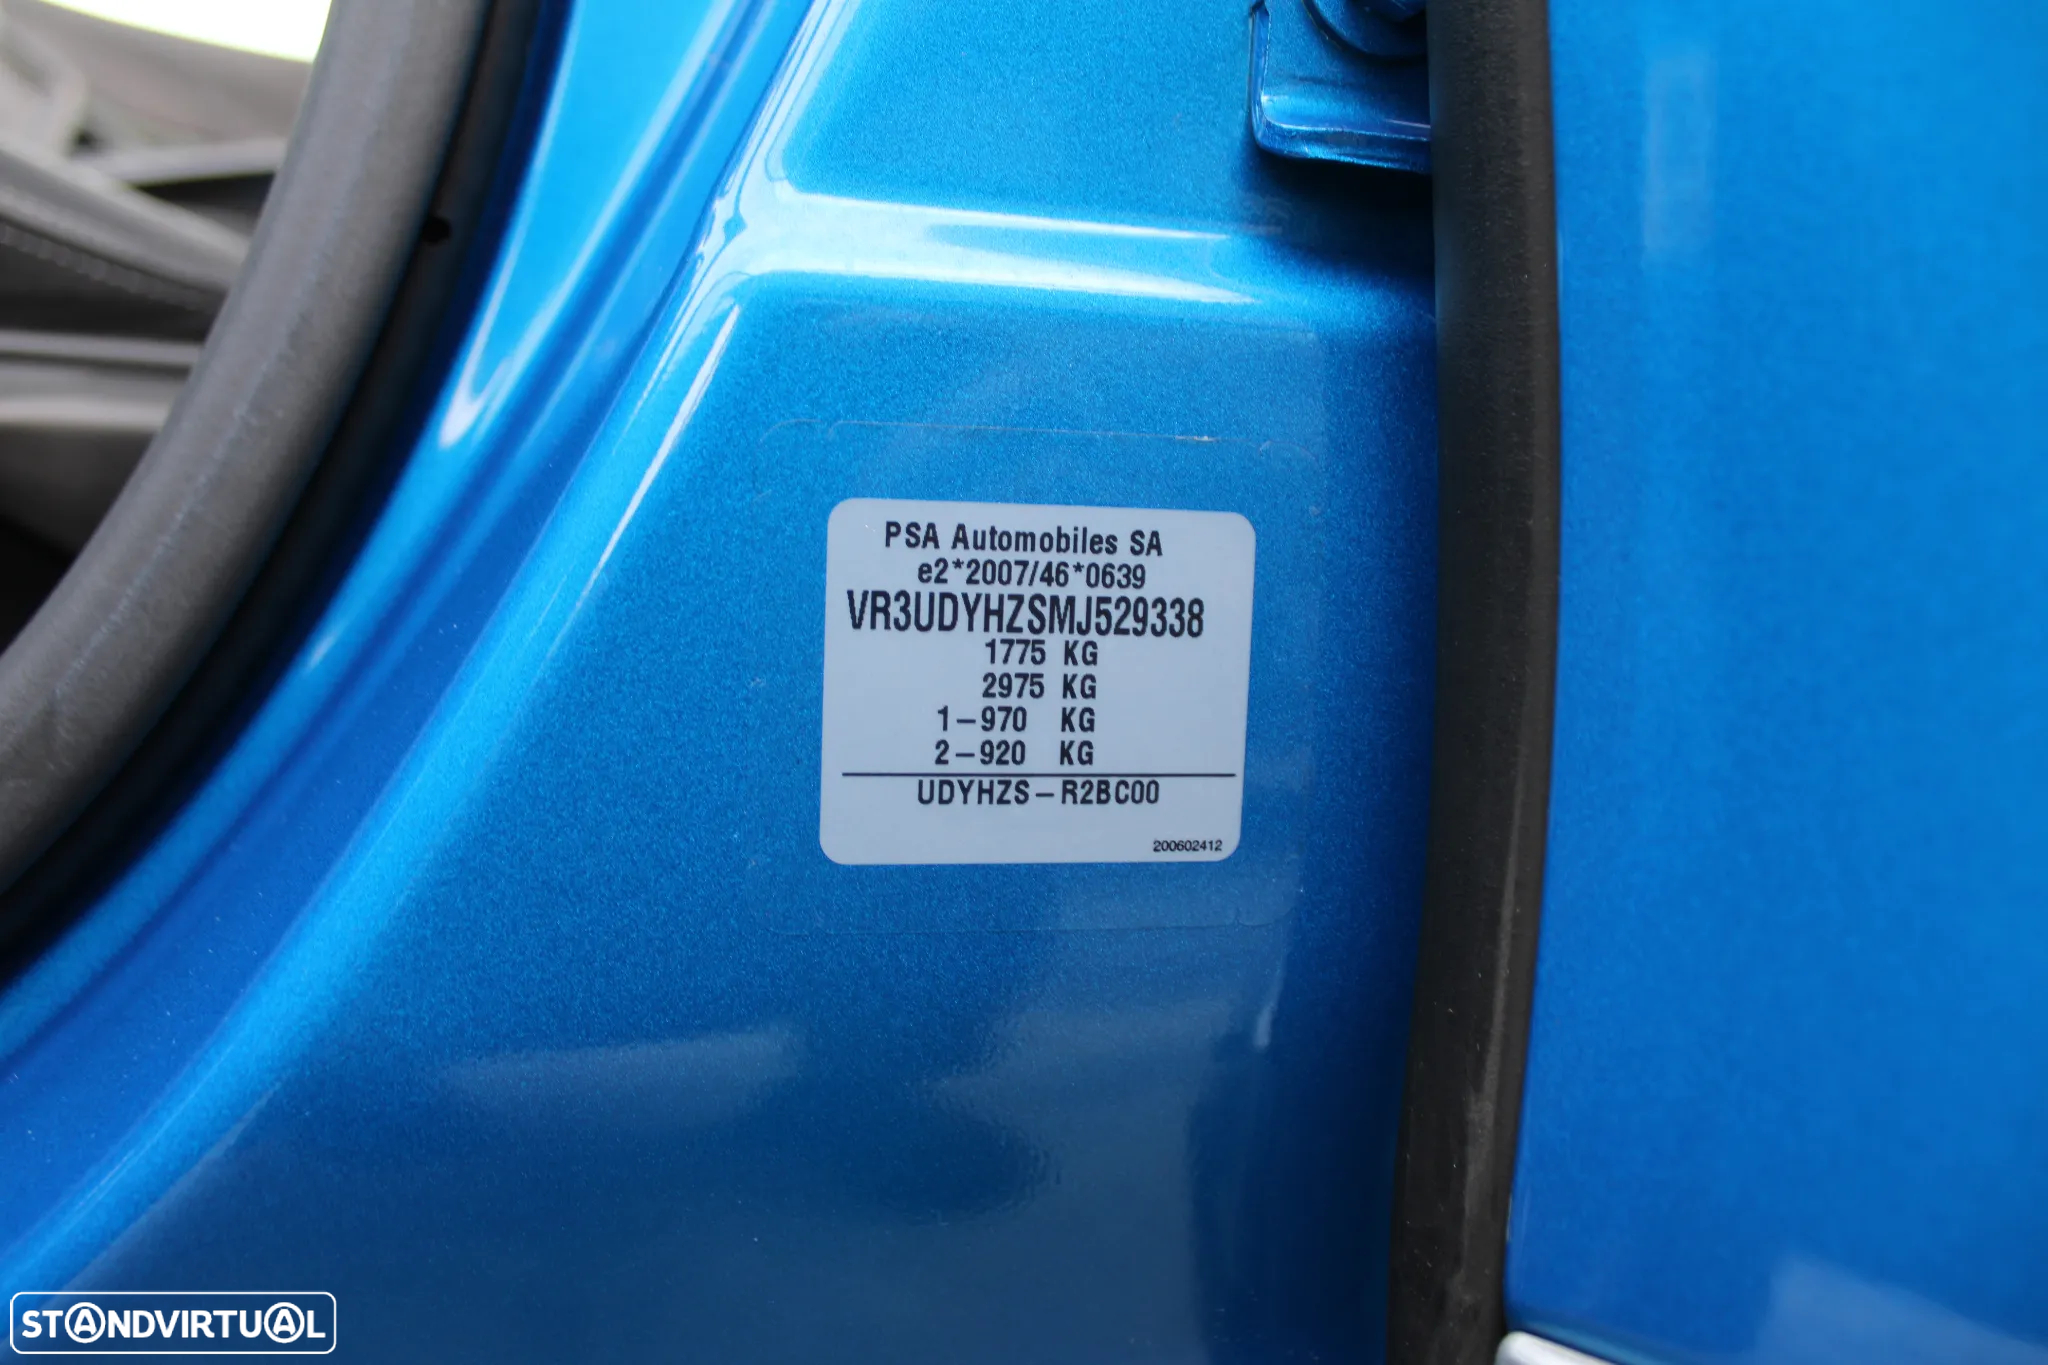 PSA Automobiles SA
e2*2007/46*0639
VR3UDYHZSMJ529338
1775 KG
2975 KG
1-970 KG
2-920 KG
UDYHZS-R2BC00
200602412
STANDVIRTUAL